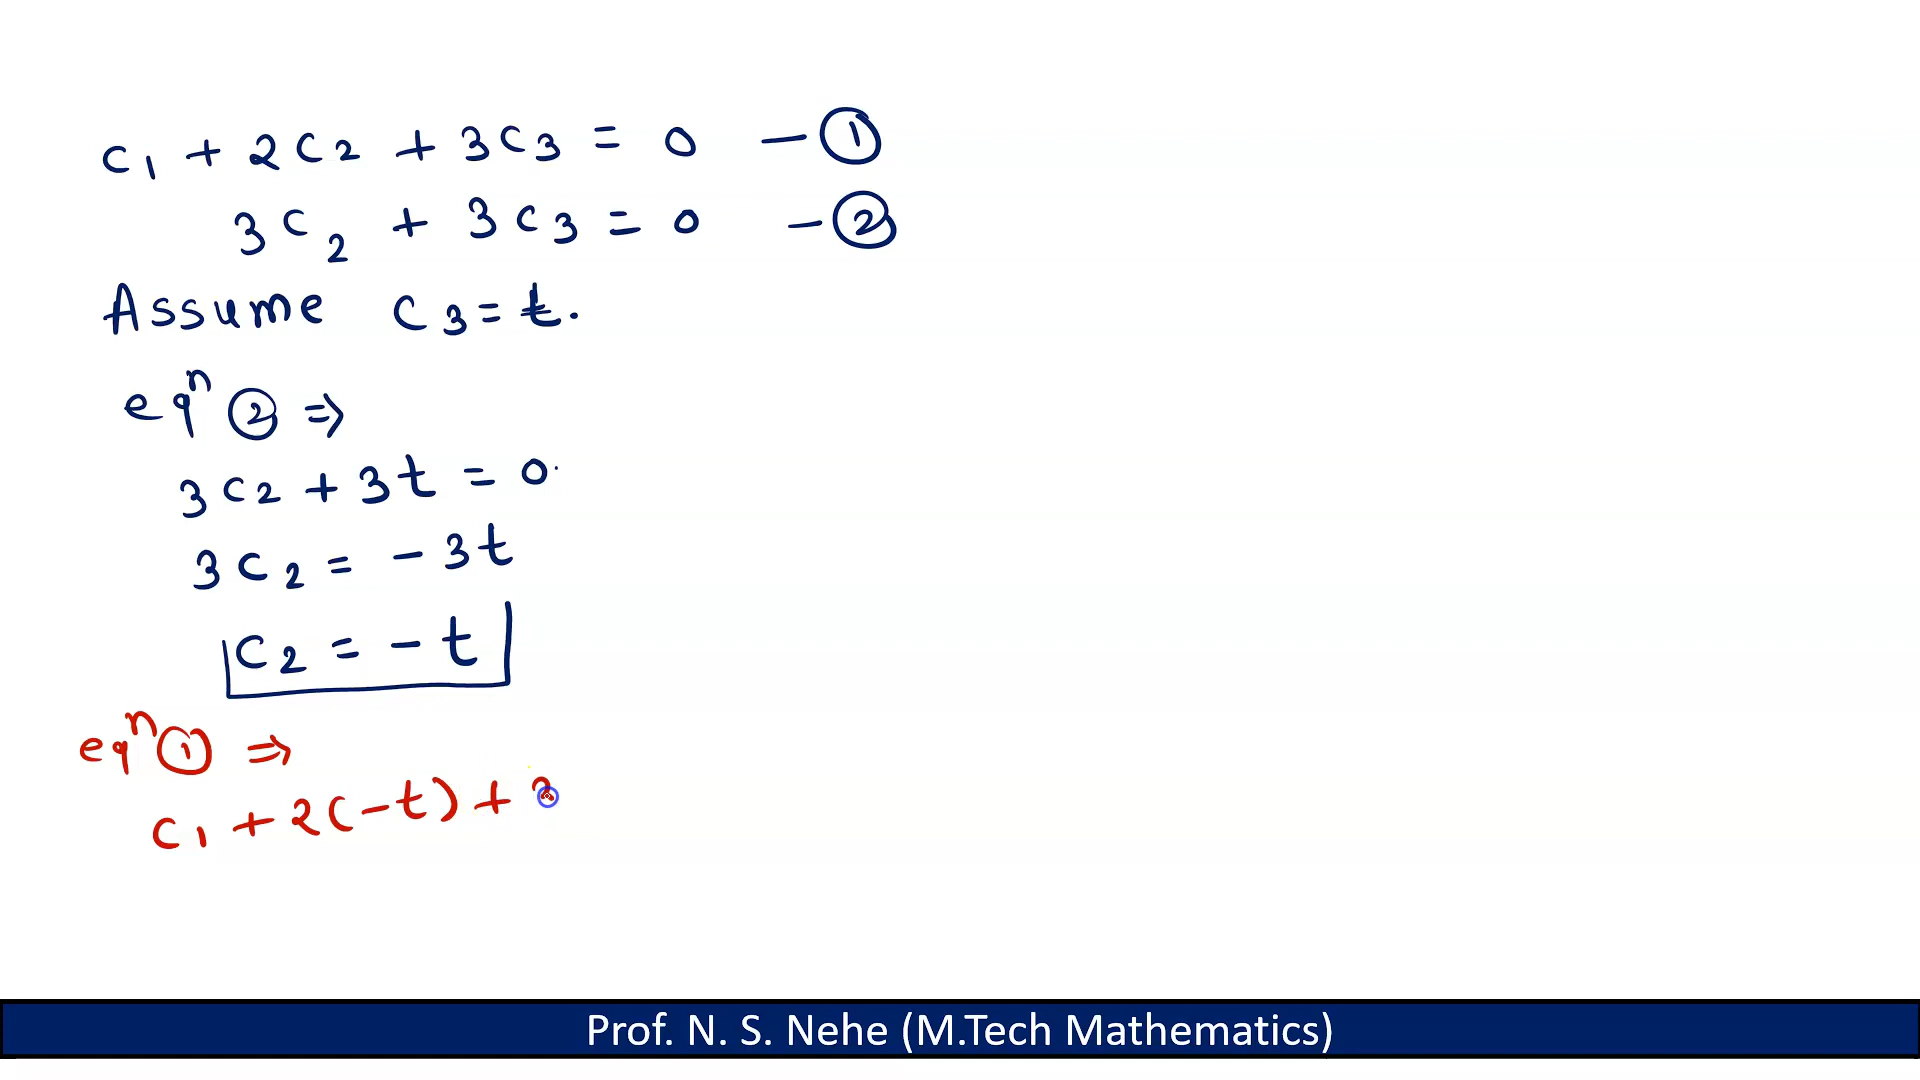 c₁ + 2c₂ + 3c₃ = 0 – ①
3c₂ + 3c₃ = 0 – ②
Assume c₃ = t.
eqⁿ ② ⇒
3c₂ + 3t = 0.
3c₂ = - 3t
c₂ = - t
eqⁿ ① ⇒
c₁ + 2(-t) + 3
Prof. N. S. Nehe (M.Tech Mathematics)